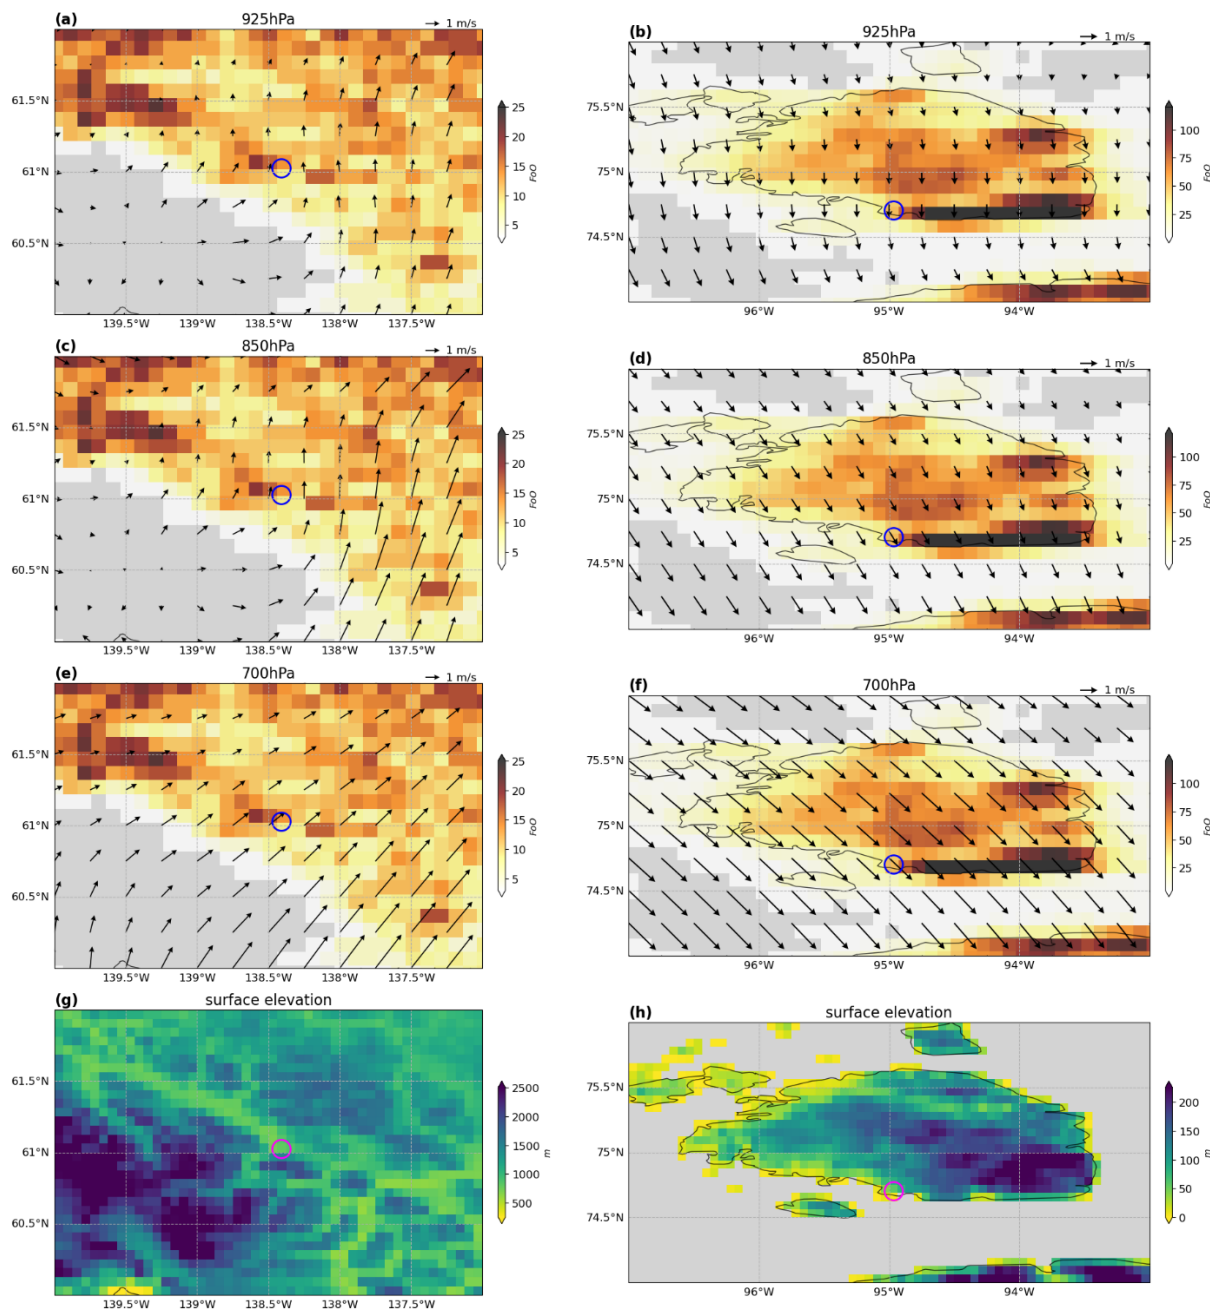 (a) 925hPa 1 m/s
61.5°N
61°N
60.5°N
139.5°W 139°W 138.5°W 138°W 137.5°W
25
20
15
10
5
FoO
(b) 925hPa 1 m/s
75.5°N
75°N
74.5°N
96°W 95°W 94°W
100
75
50
25
FoO
(c) 850hPa 1 m/s
61.5°N
61°N
60.5°N
139.5°W 139°W 138.5°W 138°W 137.5°W
25
20
15
10
5
FoO
(d) 850hPa 1 m/s
75.5°N
75°N
74.5°N
96°W 95°W 94°W
100
75
50
25
FoO
(e) 700hPa 1 m/s
61.5°N
61°N
60.5°N
139.5°W 139°W 138.5°W 138°W 137.5°W
25
20
15
10
5
FoO
(f) 700hPa 1 m/s
75.5°N
75°N
74.5°N
96°W 95°W 94°W
100
75
50
25
FoO
(g) surface elevation
61.5°N
61°N
60.5°N
139.5°W 139°W 138.5°W 138°W 137.5°W
2500
2000
1500
1000
500
m
(h) surface elevation
75.5°N
75°N
74.5°N
96°W 95°W 94°W
200
150
100
50
0
m